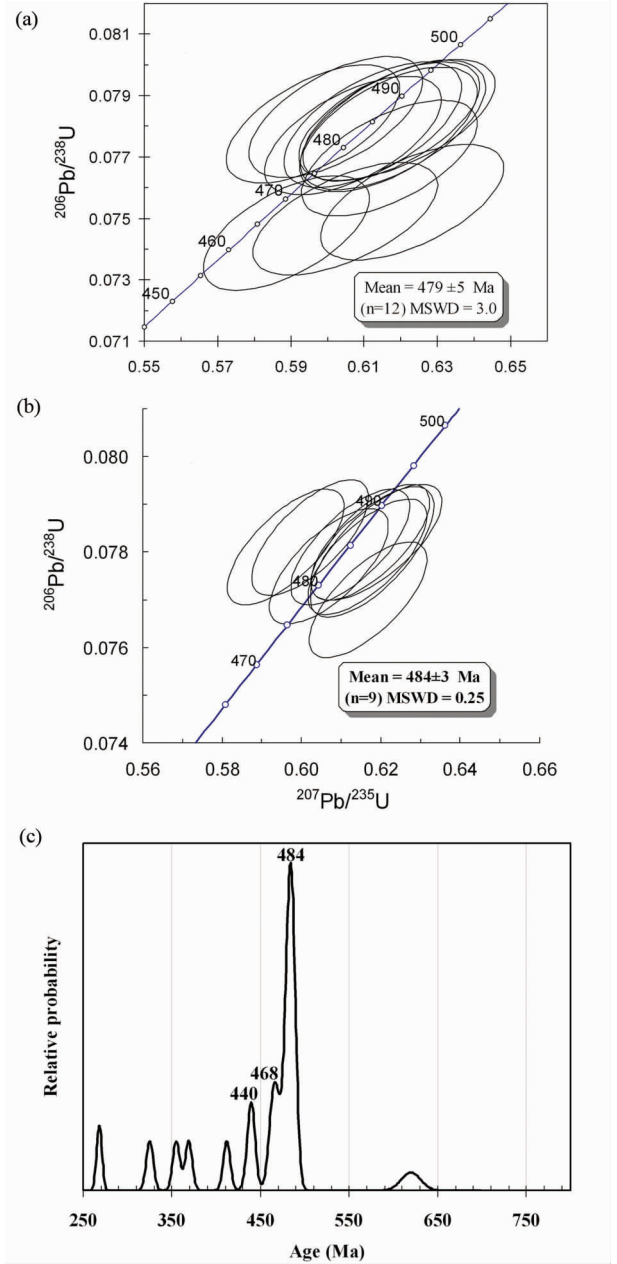 (a)
0.081
0.079
0.077
0.075
0.073
0.071
206Pb/238U
500
490
480
470
460
450
Mean = 479 ±5 Ma
(n=12) MSWD = 3.0
0.55 0.57 0.59 0.61 0.63 0.65
(b)
0.080
0.078
0.076
0.074
206Pb/238U
500
490
480
470
Mean = 484±3 Ma
(n=9) MSWD = 0.25
0.56 0.58 0.60 0.62 0.64 0.66
207Pb/235U
(c)
484
468
440
Relative probability
250 350 450 550 650 750
Age (Ma)